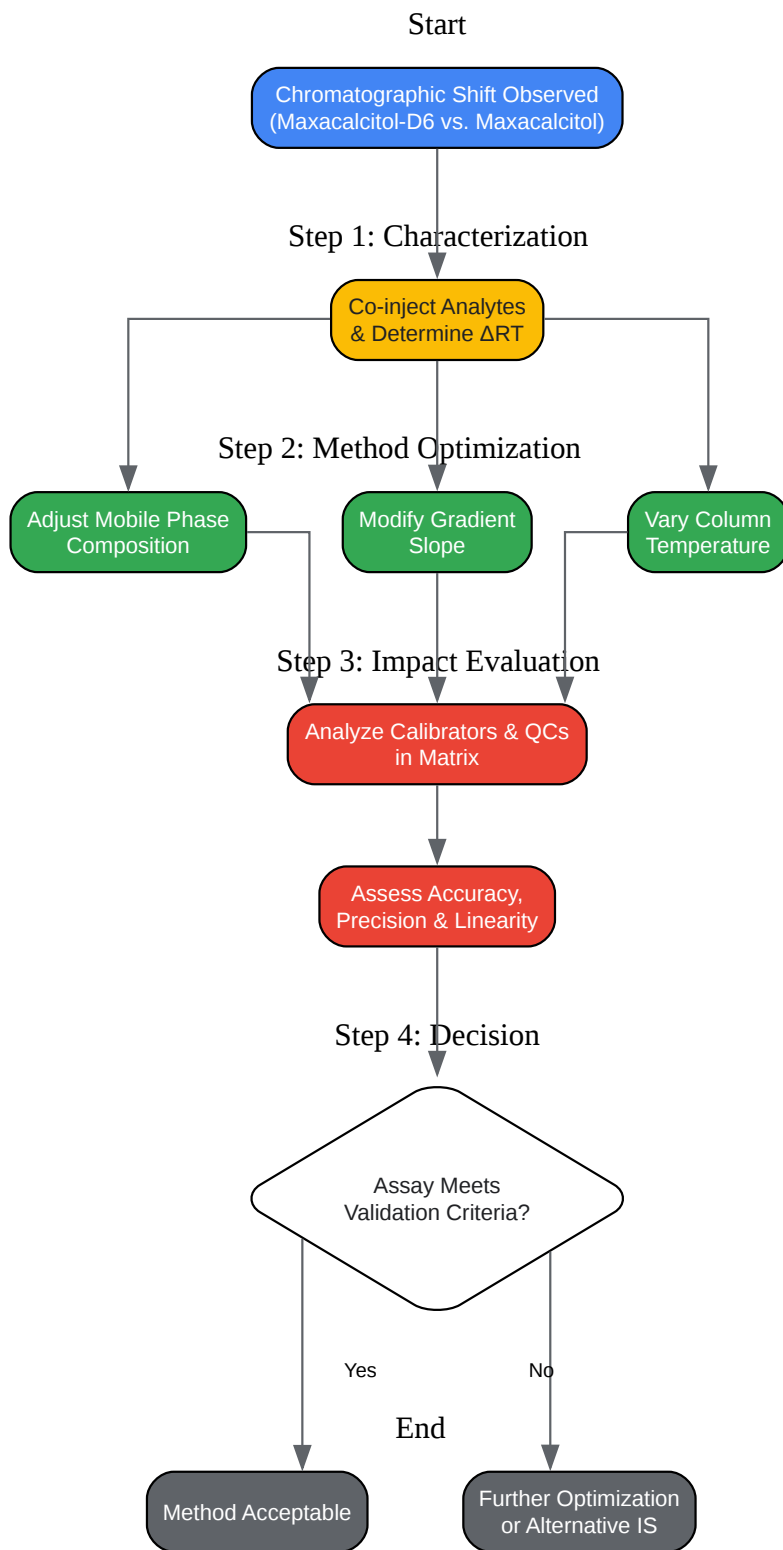 Start
Chromatographic Shift Observed
(Maxacalcitol-D6 vs. Maxacalcitol)
Step 1: Characterization
Co-inject Analytes
& Determine ΔRT
Step 2: Method Optimization
Adjust Mobile Phase
Composition
Modify Gradient
Slope
Vary Column
Temperature
Step 3: Impact Evaluation
Analyze Calibrators & QCs
in Matrix
Assess Accuracy,
Precision & Linearity
Step 4: Decision
Assay Meets
Validation Criteria?
Yes
No
End
Method Acceptable
Further Optimization
or Alternative IS